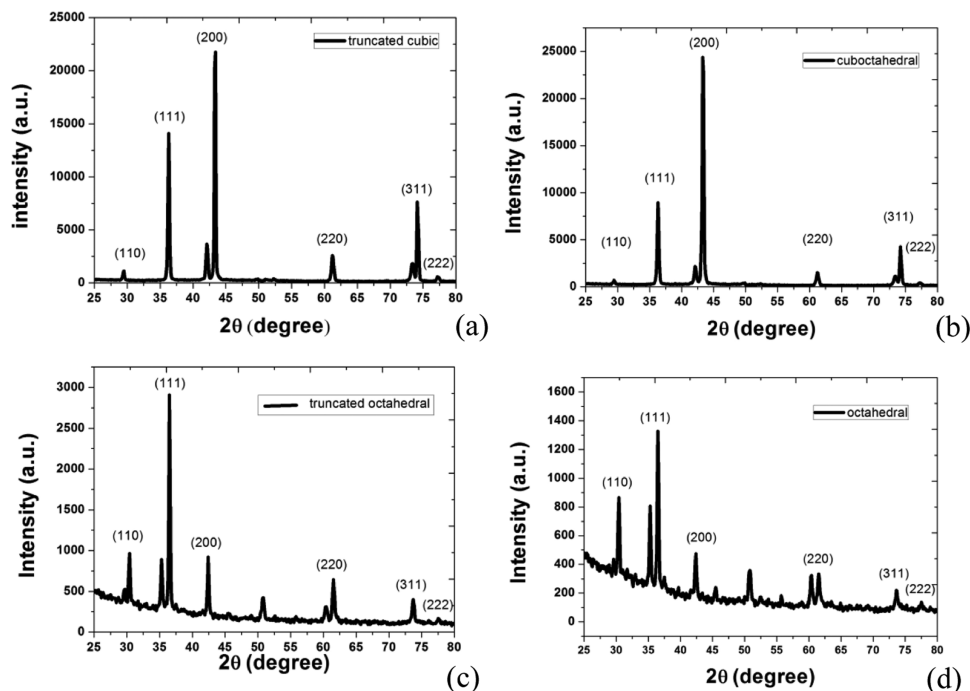 25000
20000
15000
10000
5000
0
intensity (a.u.)
(200)
truncated cubic
(111)
(110)
(220)
(311)
(222)
25 30 35 40 45 50 55 60 65 70 75 80
2θ (degree)
(a)
25000
20000
15000
10000
5000
0
Intensity (a.u.)
(200)
cuboctahedral
(111)
(110)
(220)
(311)
(222)
25 30 35 40 45 50 55 60 65 70 75 80
2θ (degree)
(b)
3000
2500
2000
1500
1000
500
0
Intensity (a.u.)
(111)
truncated octahedral
(110)
(200)
(220)
(311)
(222)
25 30 35 40 45 50 55 60 65 70 75 80
2θ (degree)
(c)
1600
1400
1200
1000
800
600
400
200
0
Intensity (a.u.)
(111)
octahedral
(110)
(200)
(220)
(311)
(222)
25 30 35 40 45 50 55 60 65 70 75 80
2θ (degree)
(d)